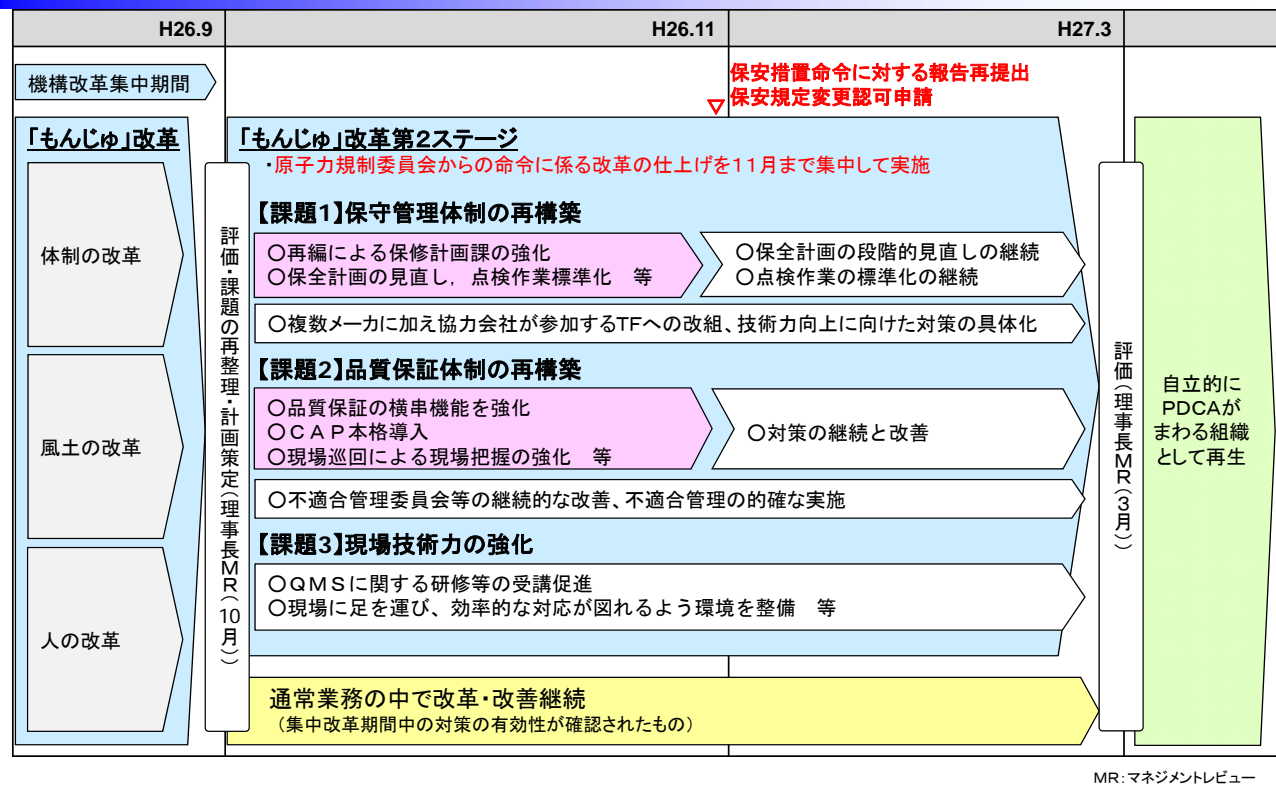 H26.9
H26.11
H27.3
機構改革集中期間
保安措置命令に対する報告再提出
保安規定変更認可申請
「もんじゅ」改革
体制の改革
風土の改革
人の改革
評価・課題の再整理・計画策定(理事長MR(10月))
「もんじゅ」改革第2ステージ
・原子力規制委員会からの命令に係る改革の仕上げを11月まで集中して実施
【課題1】保守管理体制の再構築
○再編による保修計画課の強化
○保全計画の見直し, 点検作業標準化 等
○保全計画の段階的見直しの継続
○点検作業の標準化の継続
○複数メーカに加え協力会社が参加するTFへの改組、技術力向上に向けた対策の具体化
【課題2】品質保証体制の再構築
○品質保証の横串機能を強化
○CAP本格導入
○現場巡回による現場把握の強化 等
○対策の継続と改善
○不適合管理委員会等の継続的な改善、不適合管理の的確な実施
【課題3】現場技術力の強化
○QMSに関する研修等の受講促進
○現場に足を運び、効率的な対応が図れるよう環境を整備 等
通常業務の中で改革・改善継続
(集中改革期間中の対策の有効性が確認されたもの)
評価(理事長MR(3月))
自立的に
PDCAが
まわる組織
として再生
MR:マネジメントレビュー